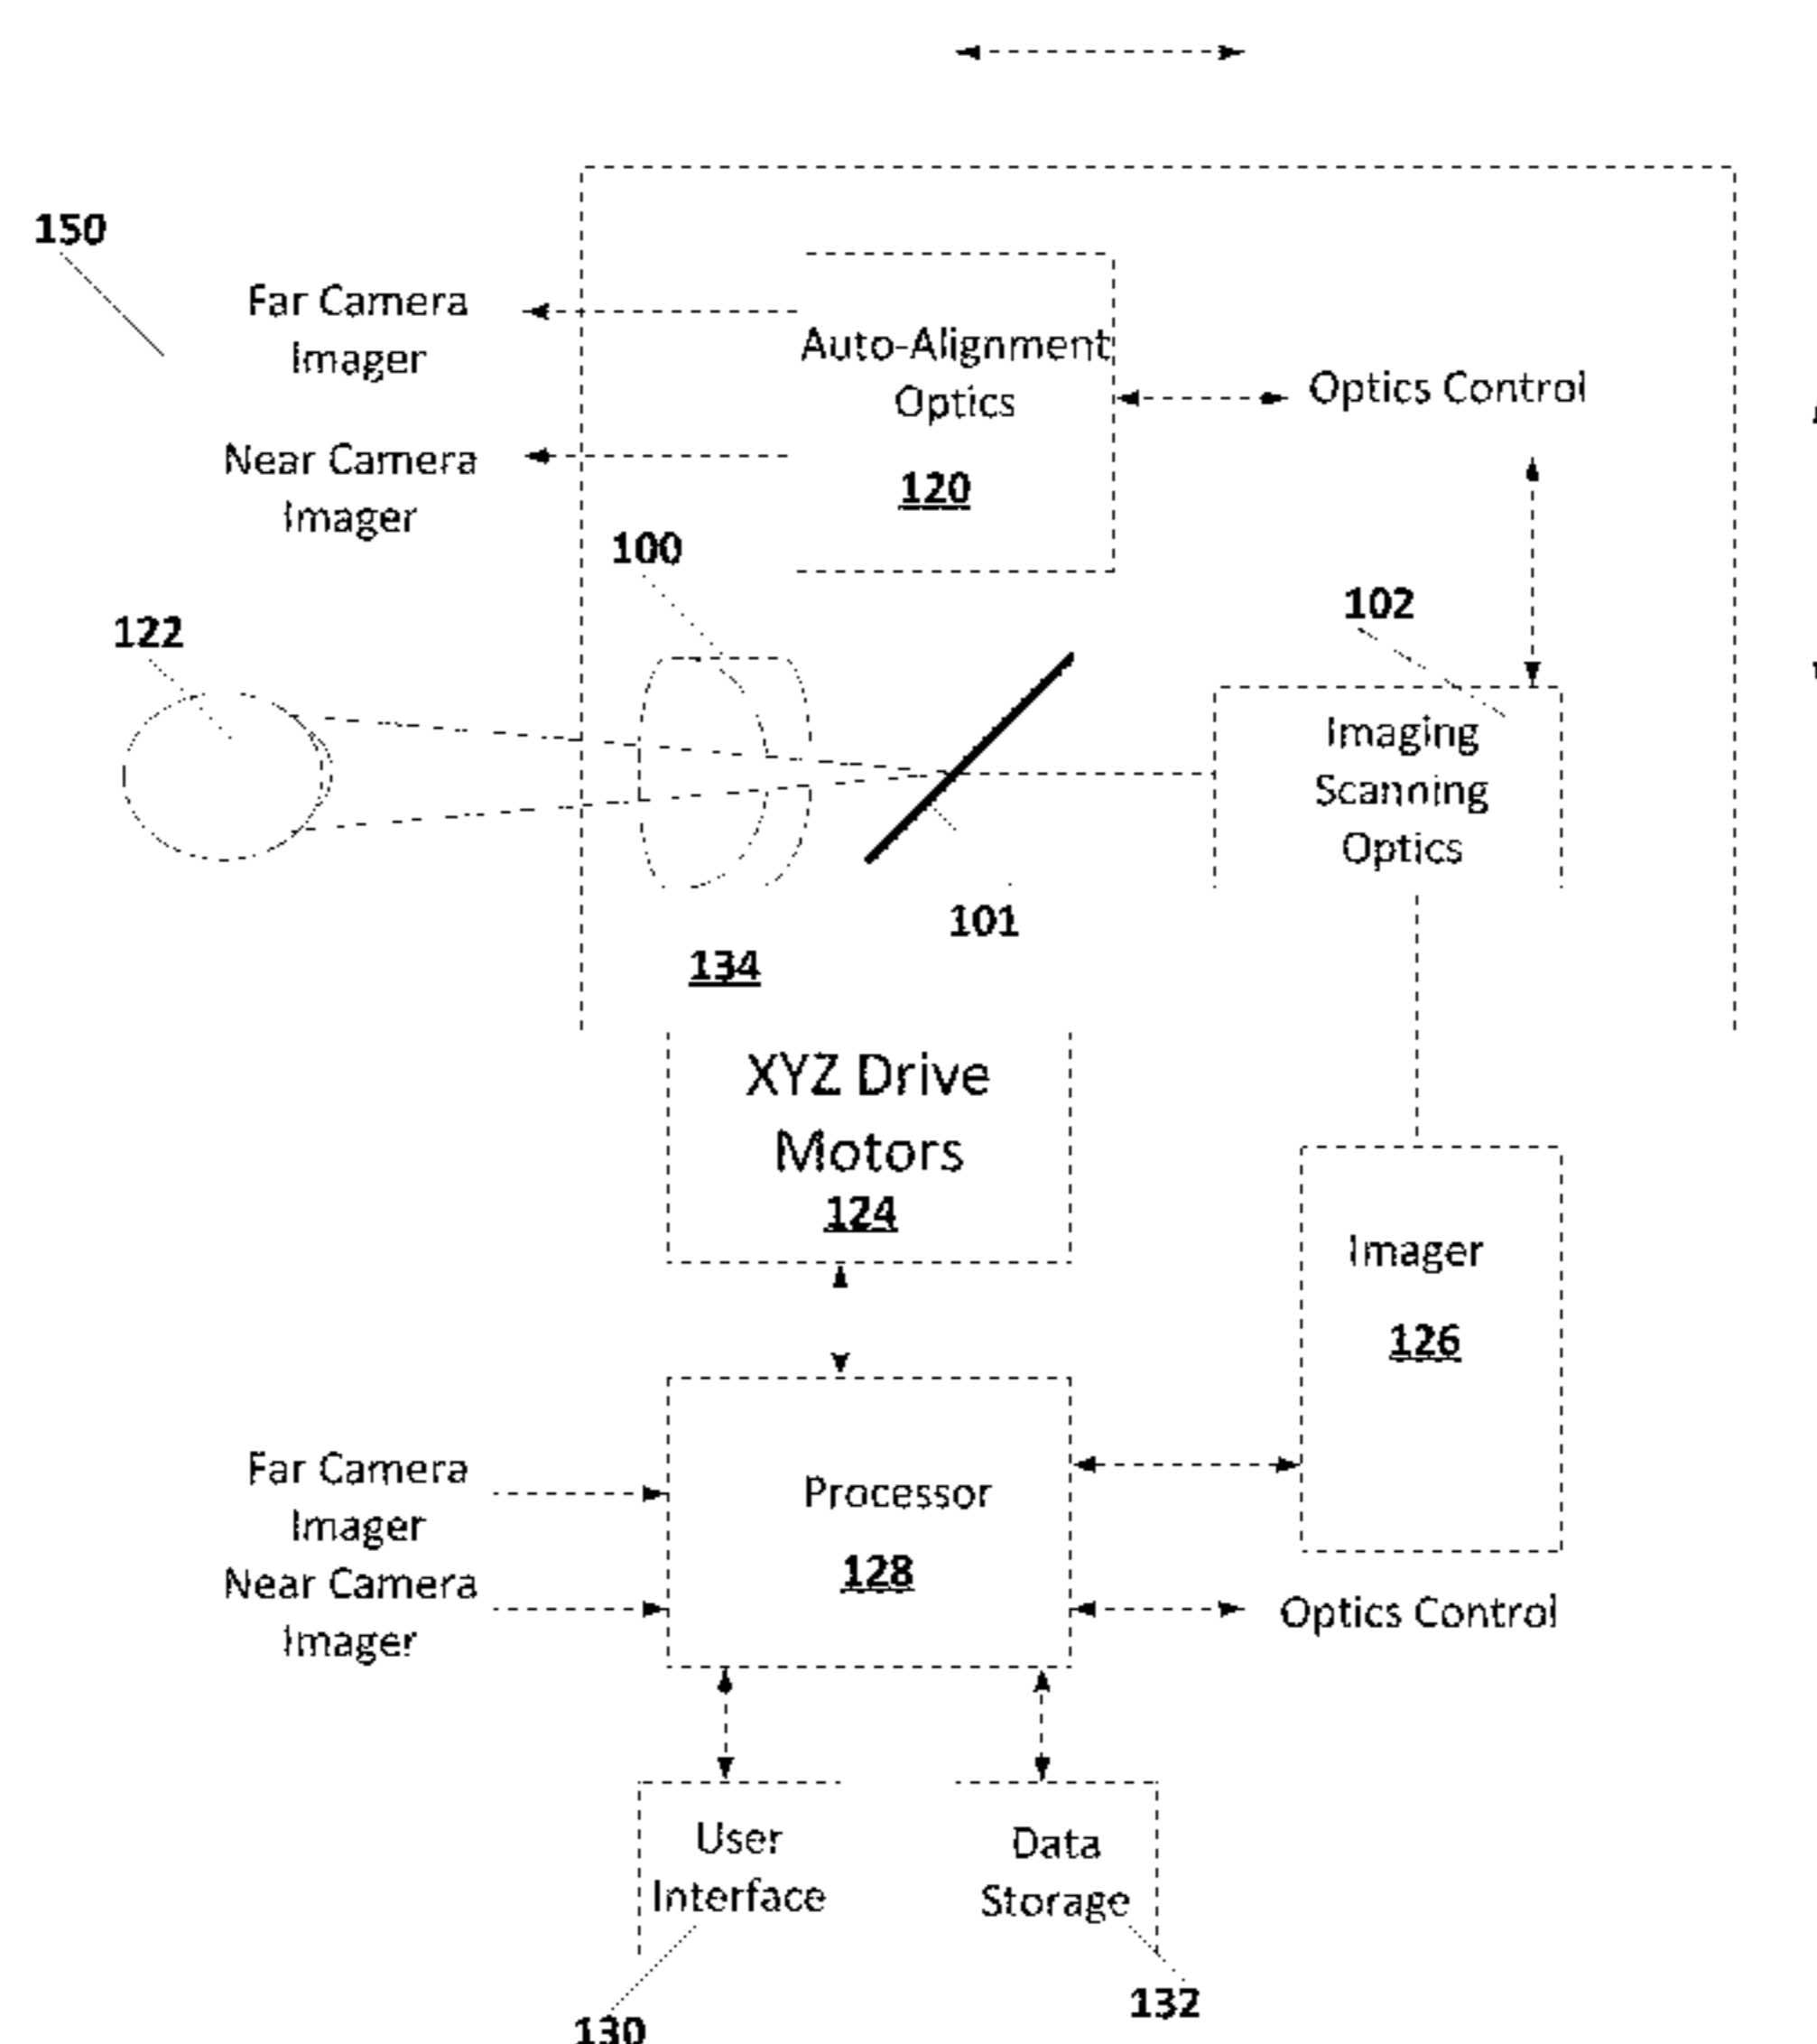 150
Far Camera
Imager
Auto-Alignment
Optics
120
Optics Control
Near Camera
Imager
100
102
122
Imaging
Scanning
Optics
101
134
XYZ Drive
Motors
124
Imager
126
Far Camera
Imager
Near Camera
Imager
Processor
128
Optics Control
User
Interface
Data
Storage
130
132